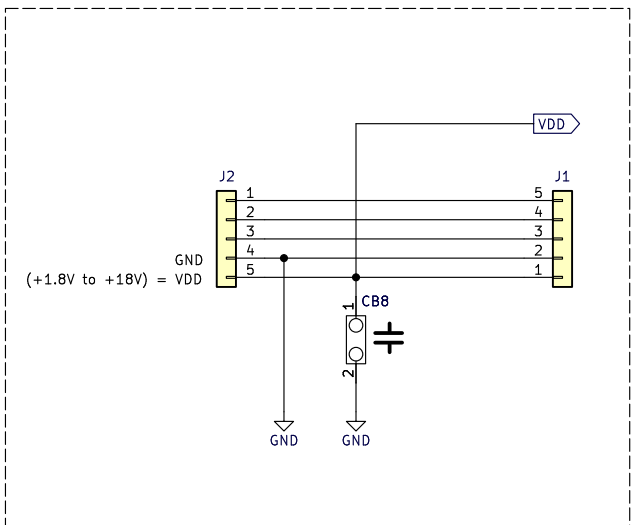 VDD
J2 J1
1 5
2 4
3 3
GND 4 2
(+1.8V to +18V) = VDD 5 1
1 CB8
2
GND GND